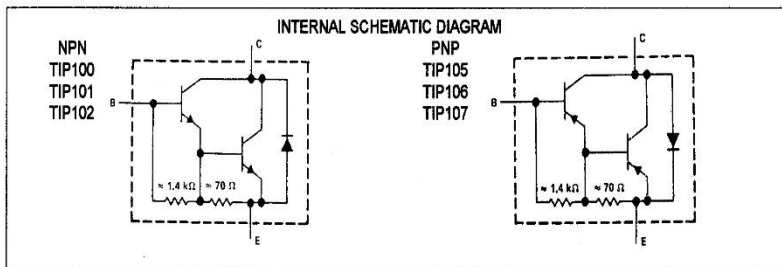 INTERNAL SCHEMATIC DIAGRAM
NPN
TIP100
TIP101
TIP102
B
C
≈ 1.4 kΩ ≈ 70 Ω
E
PNP
TIP105
TIP106
TIP107
B
C
≈ 1.4 kΩ ≈ 70 Ω
E